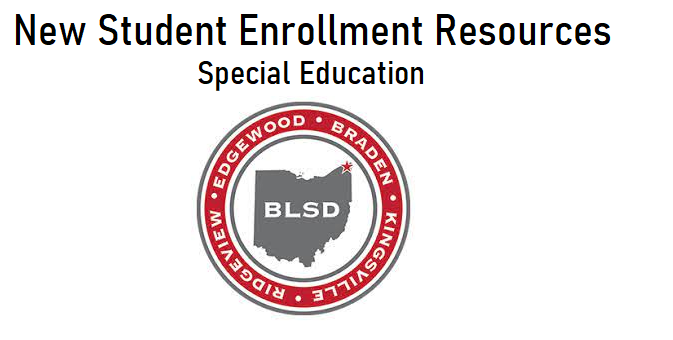 New Student Enrollment Resources
Special Education
EDGEWOOD • BRADEN • KINGSVILLE • RIDGEVIEW •
BLSD